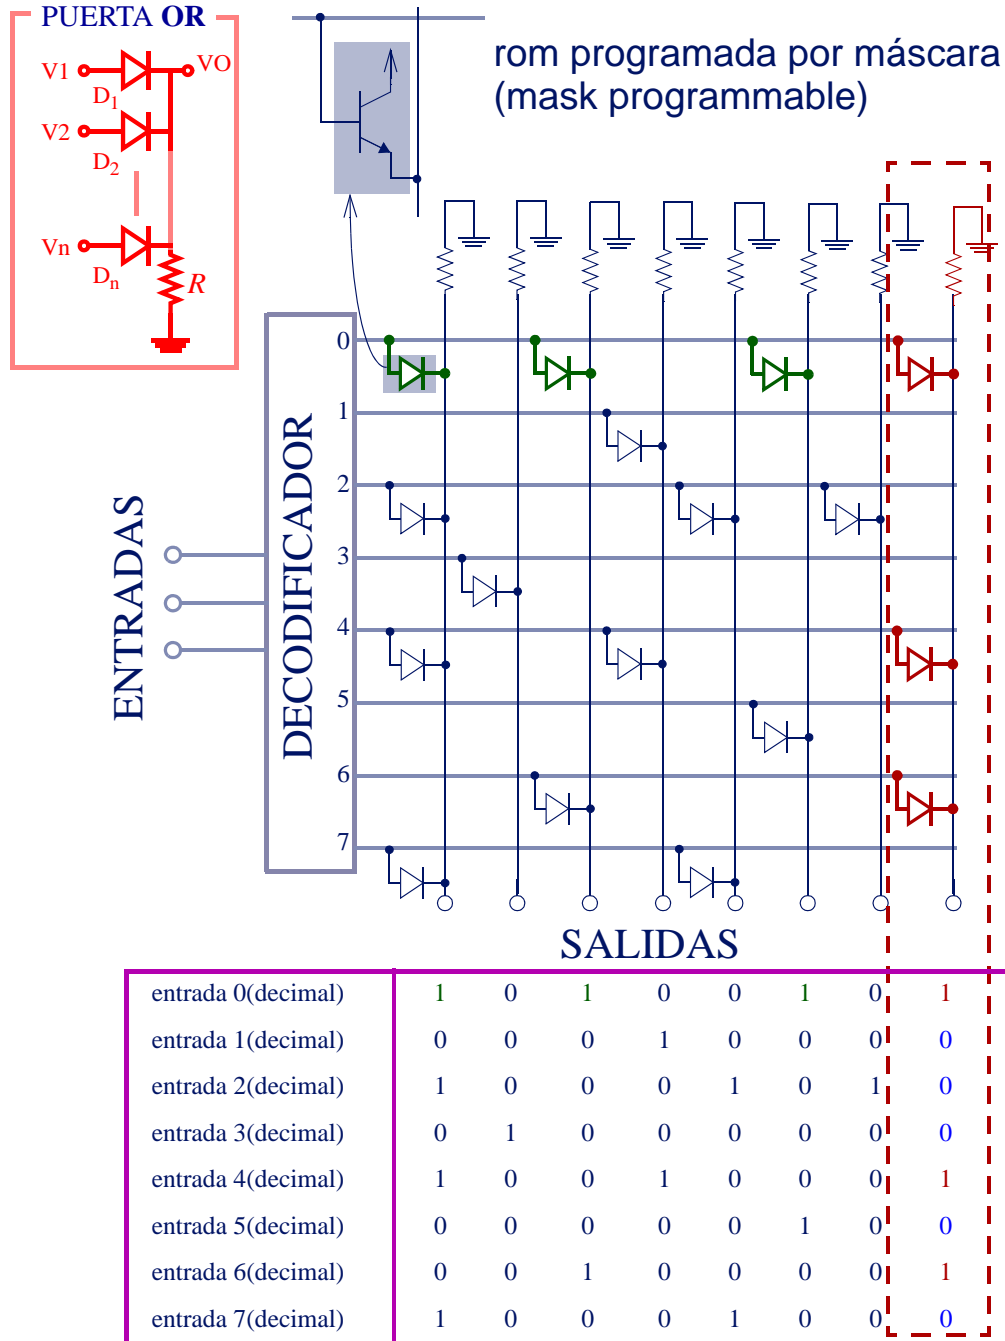 PUERTA OR
V1
VO
D1
V2
D2
Vn
Dn
R
rom programada por máscara
(mask programmable)
ENTRADAS
DECODIFICADOR
0
1
2
3
4
5
6
7
SALIDAS
entrada 0(decimal) 1 0 1 0 0 1 0 1
entrada 1(decimal) 0 0 0 1 0 0 0 0
entrada 2(decimal) 1 0 0 0 1 0 1 0
entrada 3(decimal) 0 1 0 0 0 0 0 0
entrada 4(decimal) 1 0 0 1 0 0 0 1
entrada 5(decimal) 0 0 0 0 0 1 0 0
entrada 6(decimal) 0 0 1 0 0 0 0 1
entrada 7(decimal) 1 0 0 0 1 0 0 0